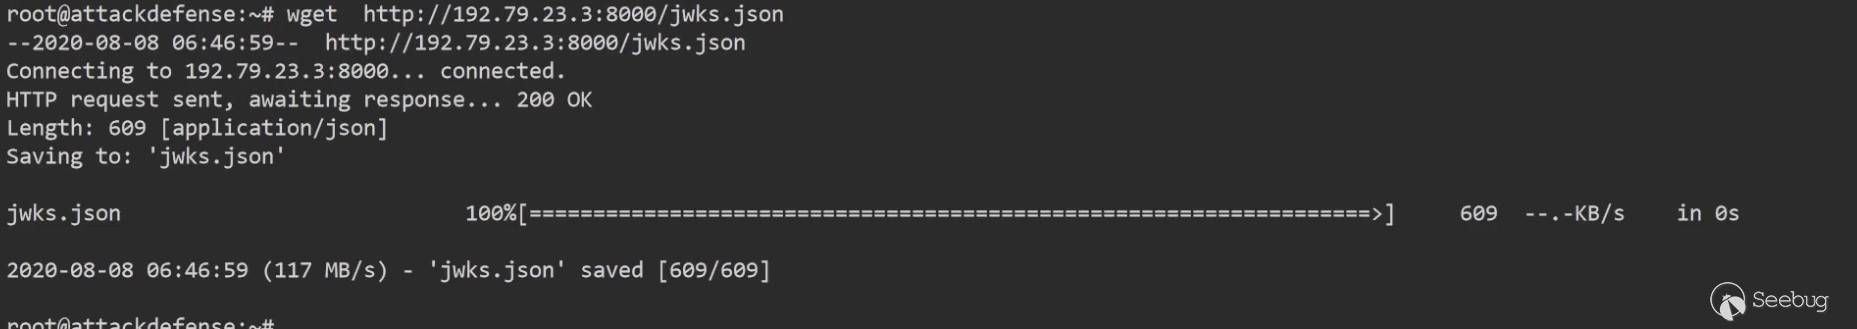 root@attackdefense:~# wget  http://192.79.23.3:8000/jwks.json
--2020-08-08 06:46:59--  http://192.79.23.3:8000/jwks.json
Connecting to 192.79.23.3:8000... connected.
HTTP request sent, awaiting response... 200 OK
Length: 609 [application/json]
Saving to: 'jwks.json'
jwks.json 100%[==================================================================>] 609 --.-KB/s in 0s
2020-08-08 06:46:59 (117 MB/s) - 'jwks.json' saved [609/609]
Seebug
root@attackdefense:~#